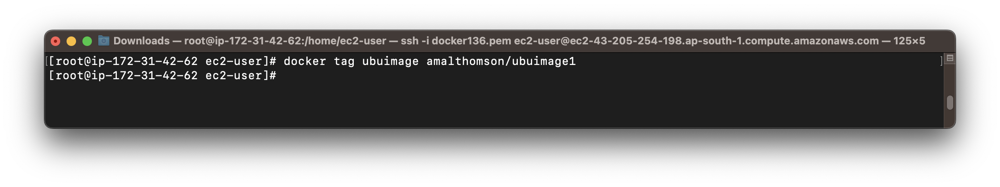 Downloads — root@ip-172-31-42-62:/home/ec2-user — ssh -i docker136.pem ec2-user@ec2-43-205-254-198.ap-south-1.compute.amazonaws.com — 125×5
[[root@ip-172-31-42-62 ec2-user]# docker tag ubuimage amalthomson/ubuimage1 ]
[root@ip-172-31-42-62 ec2-user]#